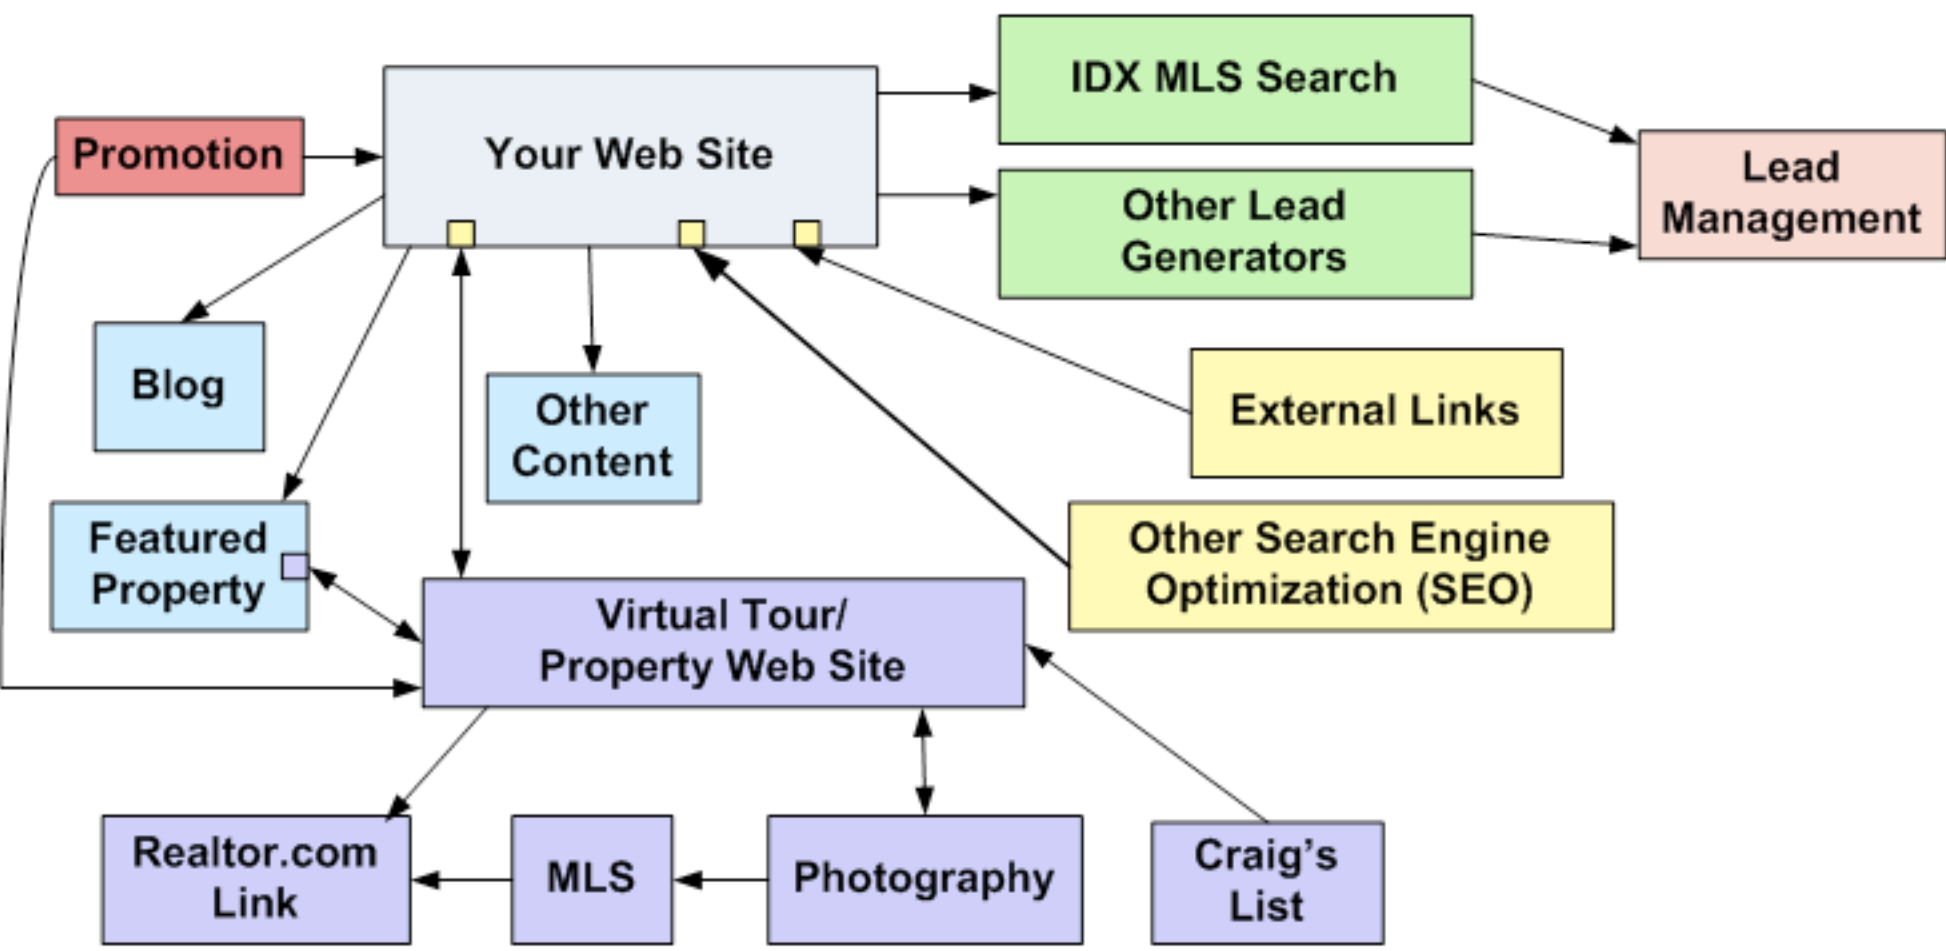 IDX MLS Search
Promotion
Your Web Site
Lead
Management
Other Lead
Generators
Blog
Other
Content
External Links
Featured
Property
Other Search Engine
Optimization (SEO)
Virtual Tour/
Property Web Site
Realtor.com
Link
MLS
Photography
Craig’s
List